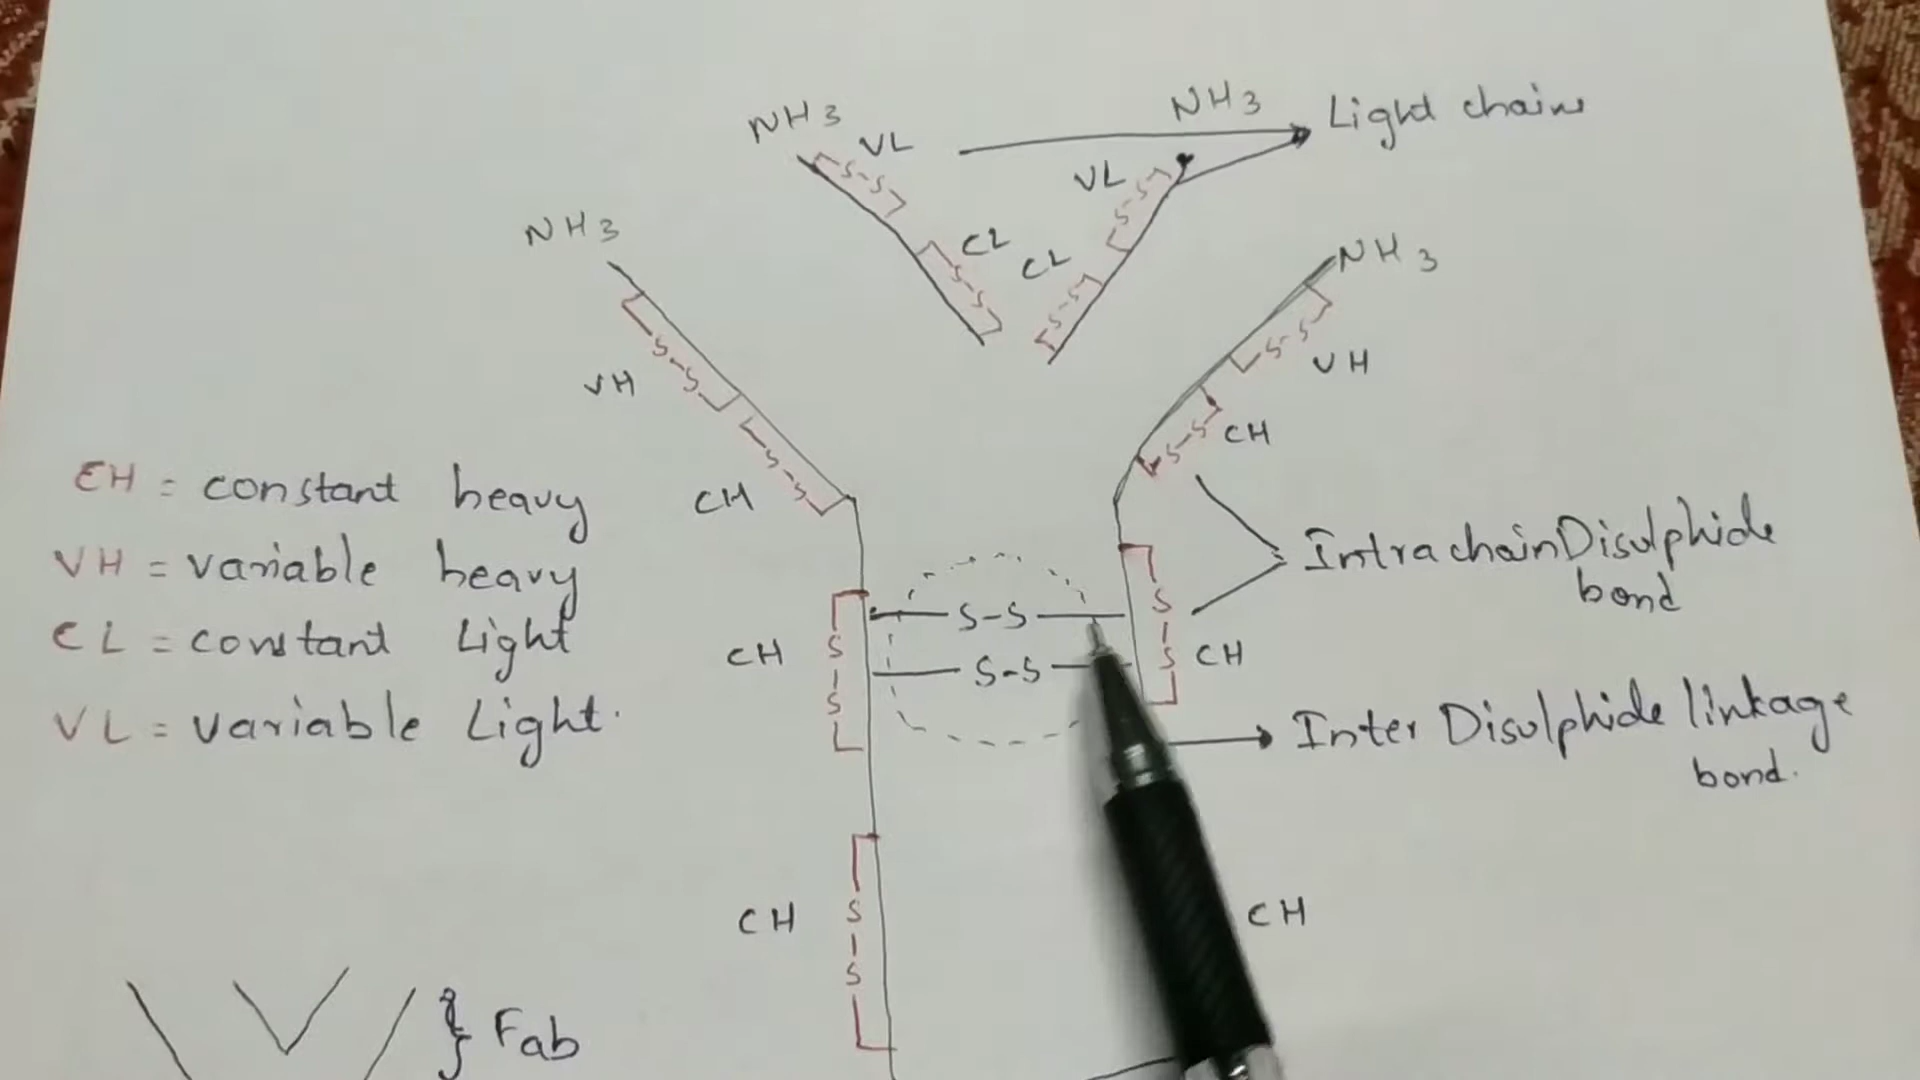 NH3
VL
NH3
Light chains
VL
NH3
CL
CL
NH3
S-S
S-S
S-S
S-S
S-S
S-S
VH
VH
S-S
CH
S-S
CH
CH = constant heavy
VH = variable heavy
CL = constant Light
VL = variable Light.
Intrachain Disulphide
bond
S-S
S-S
CH
S
S
CH
S
S
Inter Disulphide linkage
bond.
CH
S
S
CH
} Fab